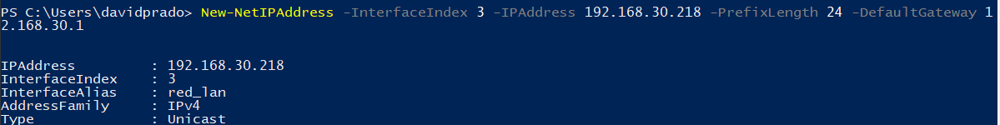 PS C:\Users\davidprado> New-NetIPAddress -InterfaceIndex 3 -IPAddress 192.168.30.218 -PrefixLength 24 -DefaultGateway 1
2.168.30.1
IPAddress : 192.168.30.218
InterfaceIndex : 3
InterfaceAlias : red_lan
AddressFamily : IPv4
Type : Unicast